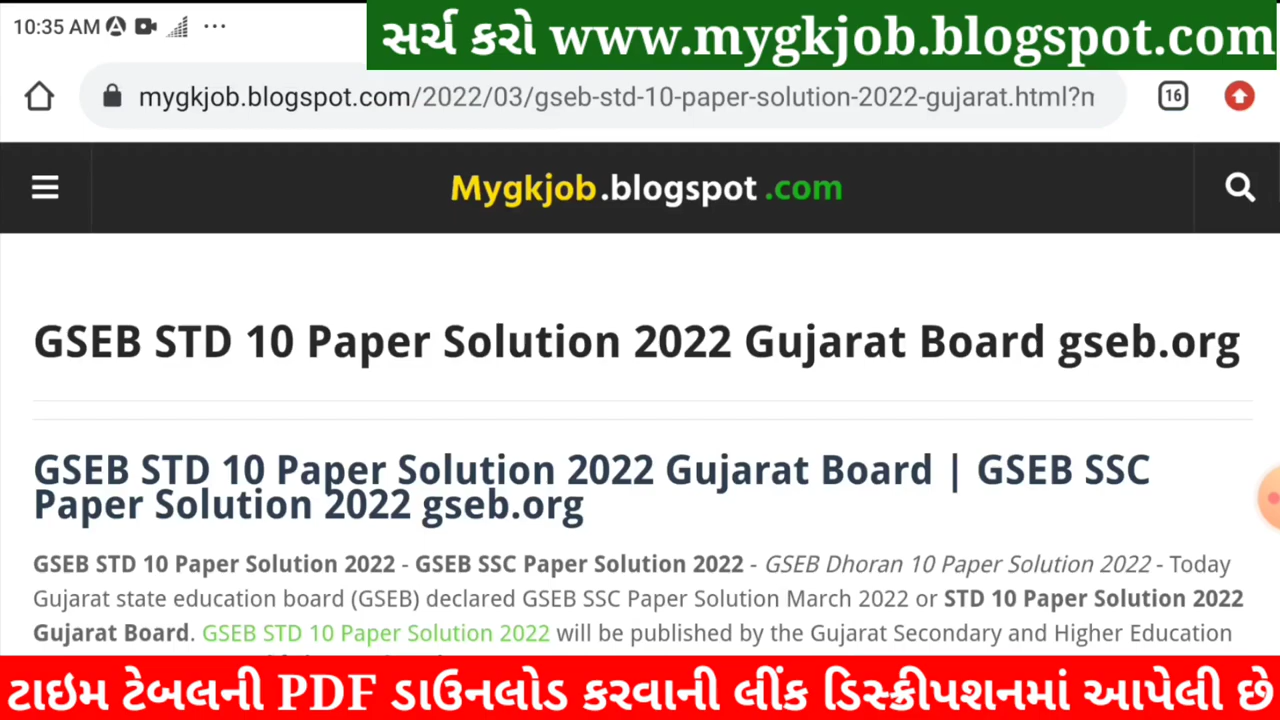 10:35 AM
સર્ચ કરો www.mygkjob.blogspot.com
mygkjob.blogspot.com/2022/03/gseb-std-10-paper-solution-2022-gujarat.html?n
16
Mygkjob.blogspot.com
GSEB STD 10 Paper Solution 2022 Gujarat Board gseb.org
GSEB STD 10 Paper Solution 2022 Gujarat Board | GSEB SSC
Paper Solution 2022 gseb.org
GSEB STD 10 Paper Solution 2022 - GSEB SSC Paper Solution 2022 - GSEB Dhoran 10 Paper Solution 2022 - Today
Gujarat state education board (GSEB) declared GSEB SSC Paper Solution March 2022 or STD 10 Paper Solution 2022
Gujarat Board. GSEB STD 10 Paper Solution 2022 will be published by the Gujarat Secondary and Higher Education
ટાઇમ ટેબલની PDF ડાઉનલોડ કરવાની લીંક ડિસ્ક્રીપશનમાં આપેલી છે